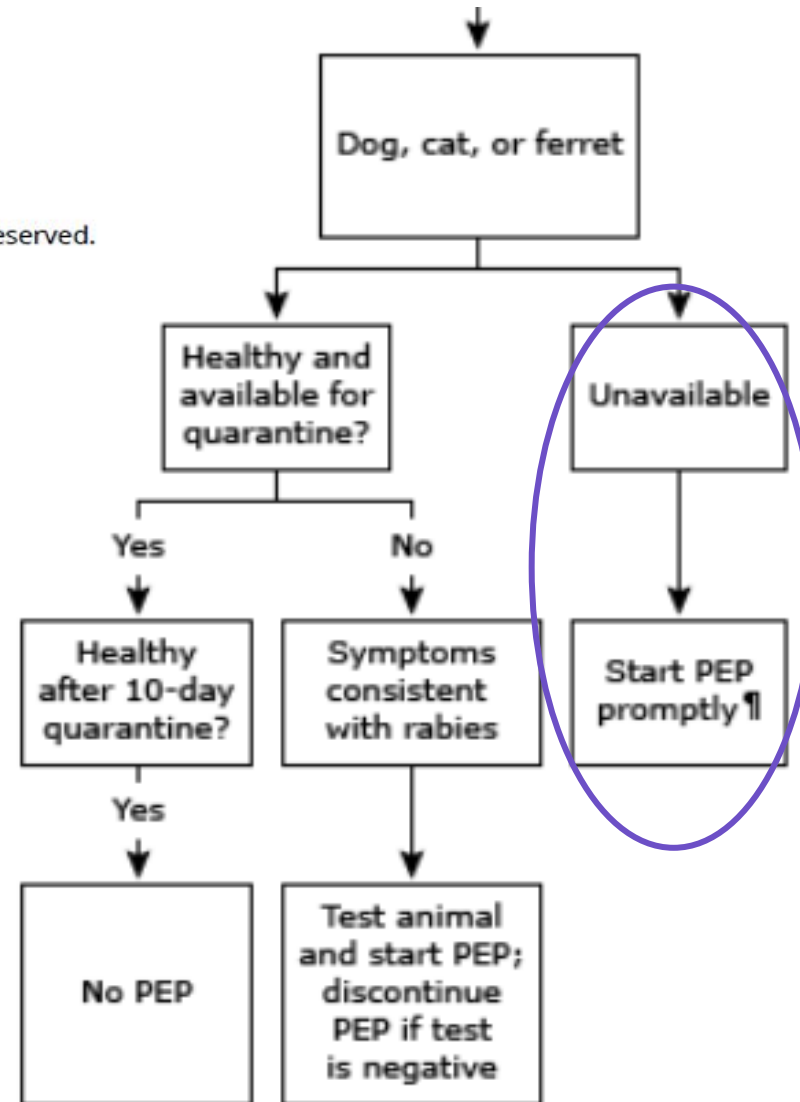 Dog, cat, or ferret
eserved.
Healthy and
available for
quarantine?
Unavailable
Yes
No
Healthy
after 10-day
quarantine?
Symptoms
consistent
with rabies
Start PEP
promptly¶
Yes
No PEP
Test animal
and start PEP;
discontinue
PEP if test
is negative